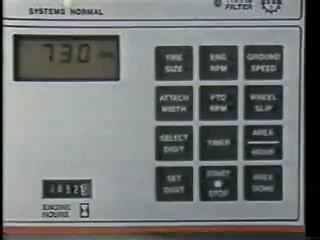 SYSTEMS NORMAL
FILTER
730
TIRE SIZE
ENG. RPM
GROUND SPEED
ATTACH WIDTH
PTO RPM
WHEEL SLIP
SELECT DIGIT
TIMER
AREA HOUR
SET DIGIT
START STOP
AREA DONE
ENGINE HOURS